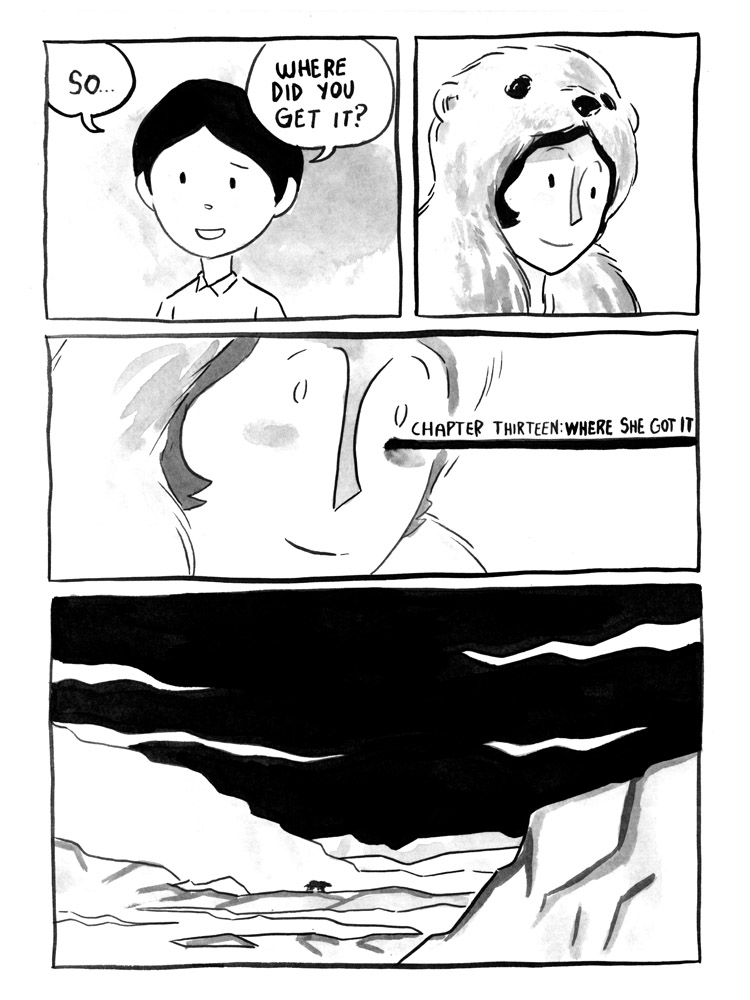 SO...
WHERE
DID YOU
GET IT?
CHAPTER THIRTEEN: WHERE SHE GOT IT